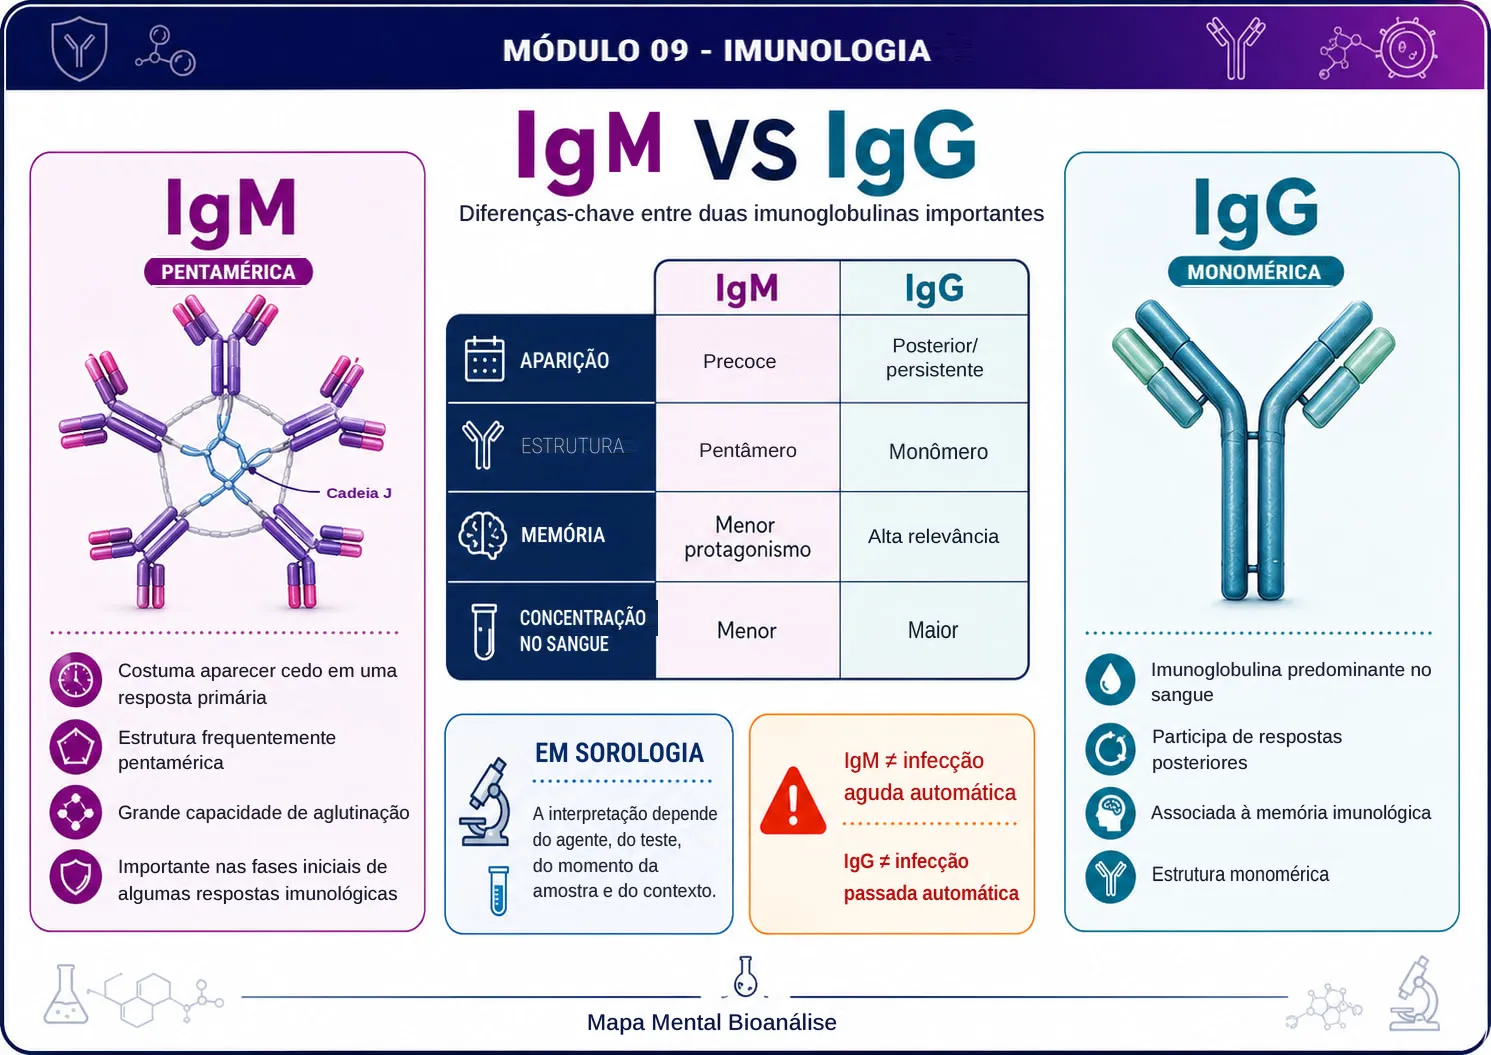 MÓDULO 09 - IMUNOLOGIA
IgM VS IgG
Diferenças-chave entre duas imunoglobulinas importantes
IgM
PENTAMÉRICA
Cadeia J
Costuma aparecer cedo em uma
resposta primária
Estrutura frequentemente
pentamérica
Grande capacidade de aglutinação
Importante nas fases iniciais de
algumas respostas imunológicas
IgM IgG
APARIÇÃO Precoce Posterior/
persistente
ESTRUTURA Pentâmero Monômero
MEMÓRIA Menor
protagonismo Alta relevância
CONCENTRAÇÃO
NO SANGUE Menor Maior
EM SOROLOGIA
A interpretação depende
do agente, do teste,
do momento da
amostra e do contexto.
IgM ≠ infecção
aguda automática
IgG ≠ infecção
passada automática
IgG
MONOMÉRICA
Imunoglobulina predominante no
sangue
Participa de respostas
posteriores
Associada à memória imunológica
Estrutura monomérica
Mapa Mental Bioanálise